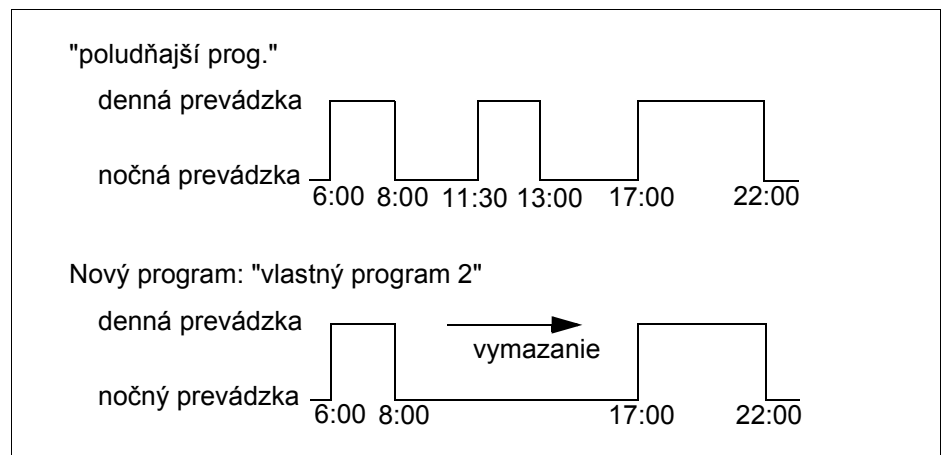 "poludňajší prog."
denná prevádzka
nočná prevádzka
6:00 8:00 11:30 13:00 17:00 22:00
Nový program: "vlastný program 2"
denná prevádzka
vymazanie
nočný prevádzka
6:00 8:00 17:00 22:00